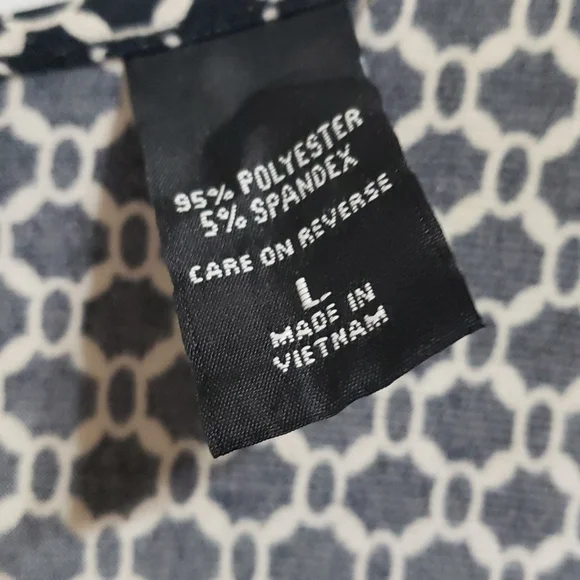 95% POLYESTER
5% SPANDEX
CARE ON REVERSE
L
MADE IN
VIETNAM